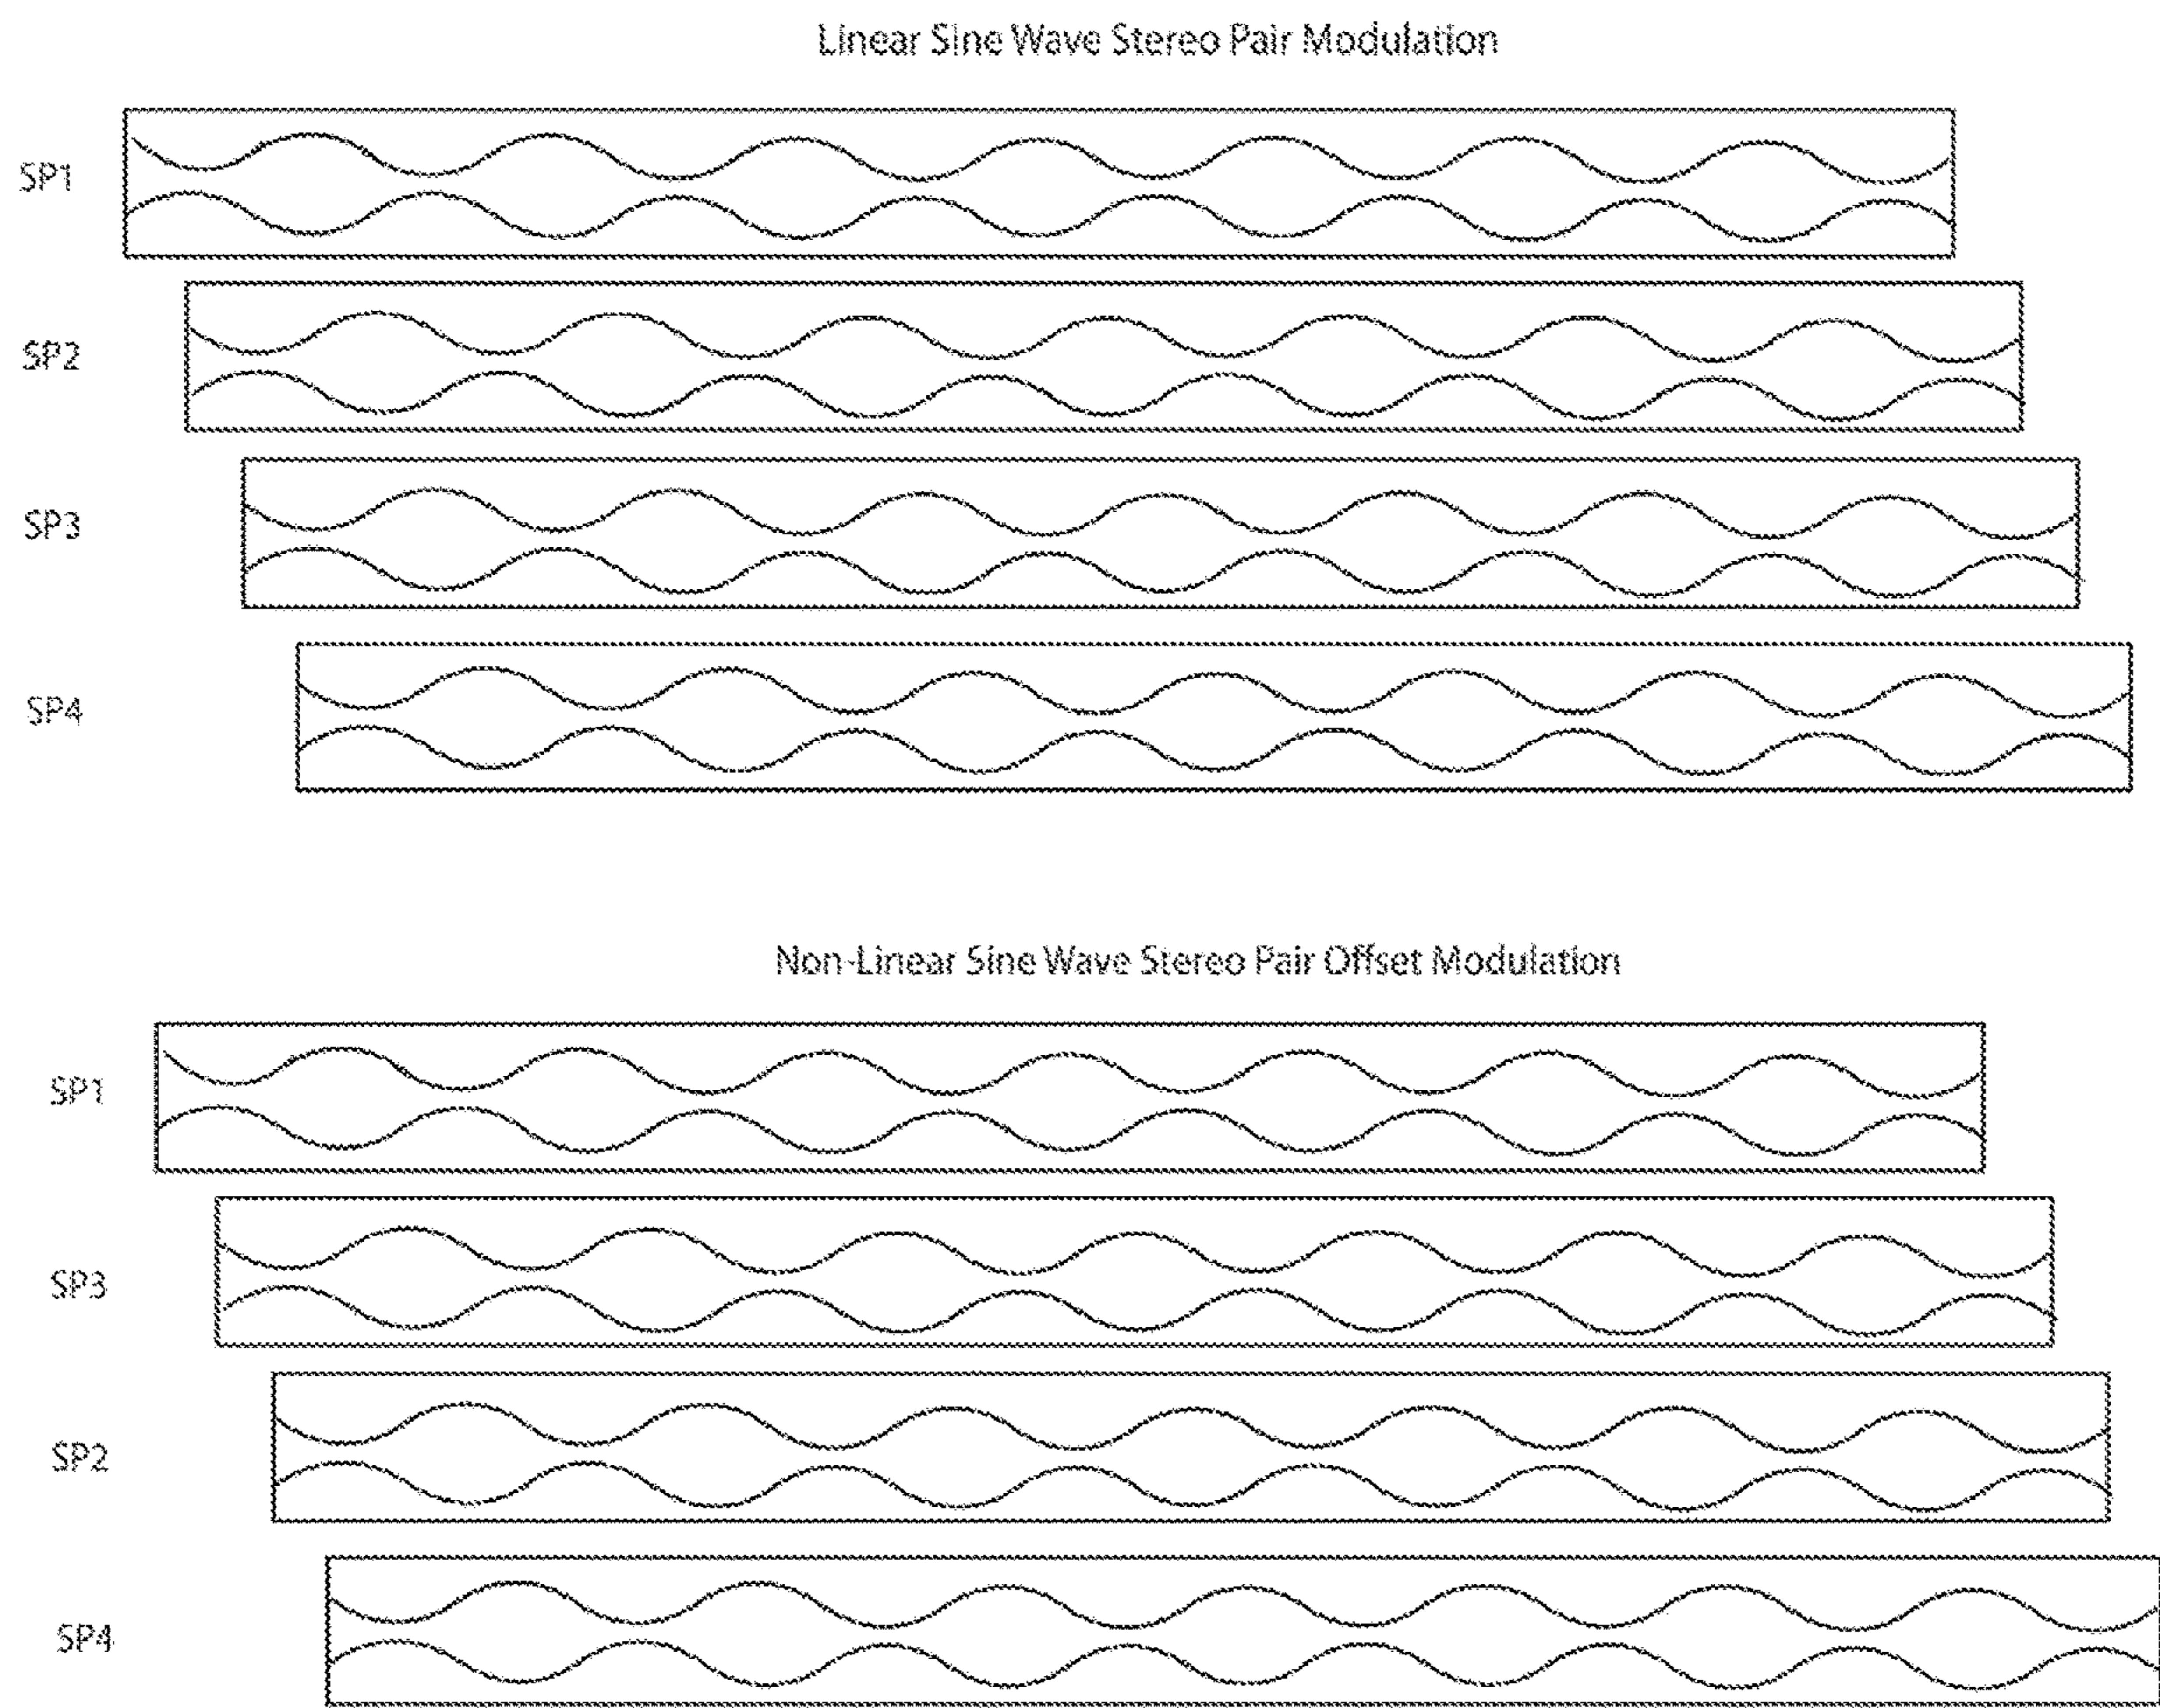 Linear Sine Wave Stereo Pair Modulation
SP1
SP2
SP3
SP4
Non-Linear Sine Wave Stereo Pair Offset Modulation
SP1
SP3
SP2
SP4